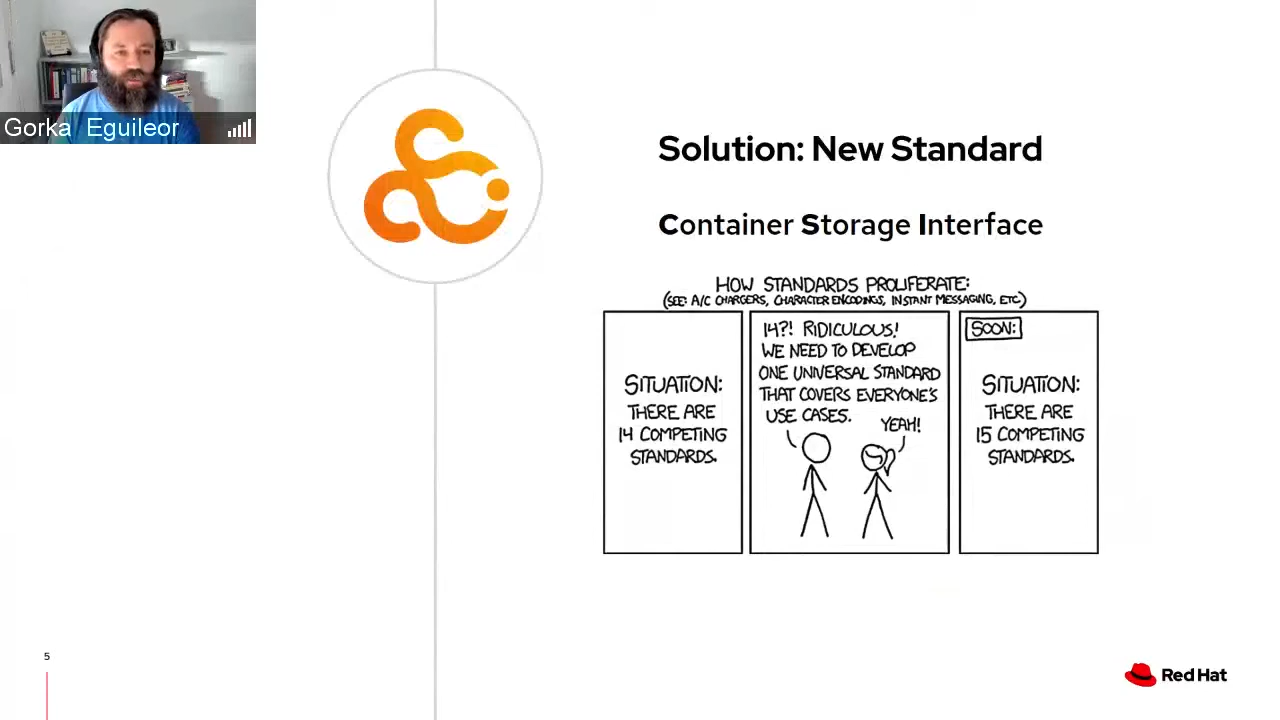 Gorka Eguileor
Solution: New Standard
Container Storage Interface
HOW STANDARDS PROLIFERATE:
(SEE: A/C CHARGERS, CHARACTER ENCODINGS, INSTANT MESSAGING, ETC.)
SITUATION:
THERE ARE
14 COMPETING
STANDARDS.
14?! RIDICULOUS!
WE NEED TO DEVELOP
ONE UNIVERSAL STANDARD
THAT COVERS EVERYONE'S
USE CASES.
YEAH!
SOON:
SITUATION:
THERE ARE
15 COMPETING
STANDARDS.
5
Red Hat